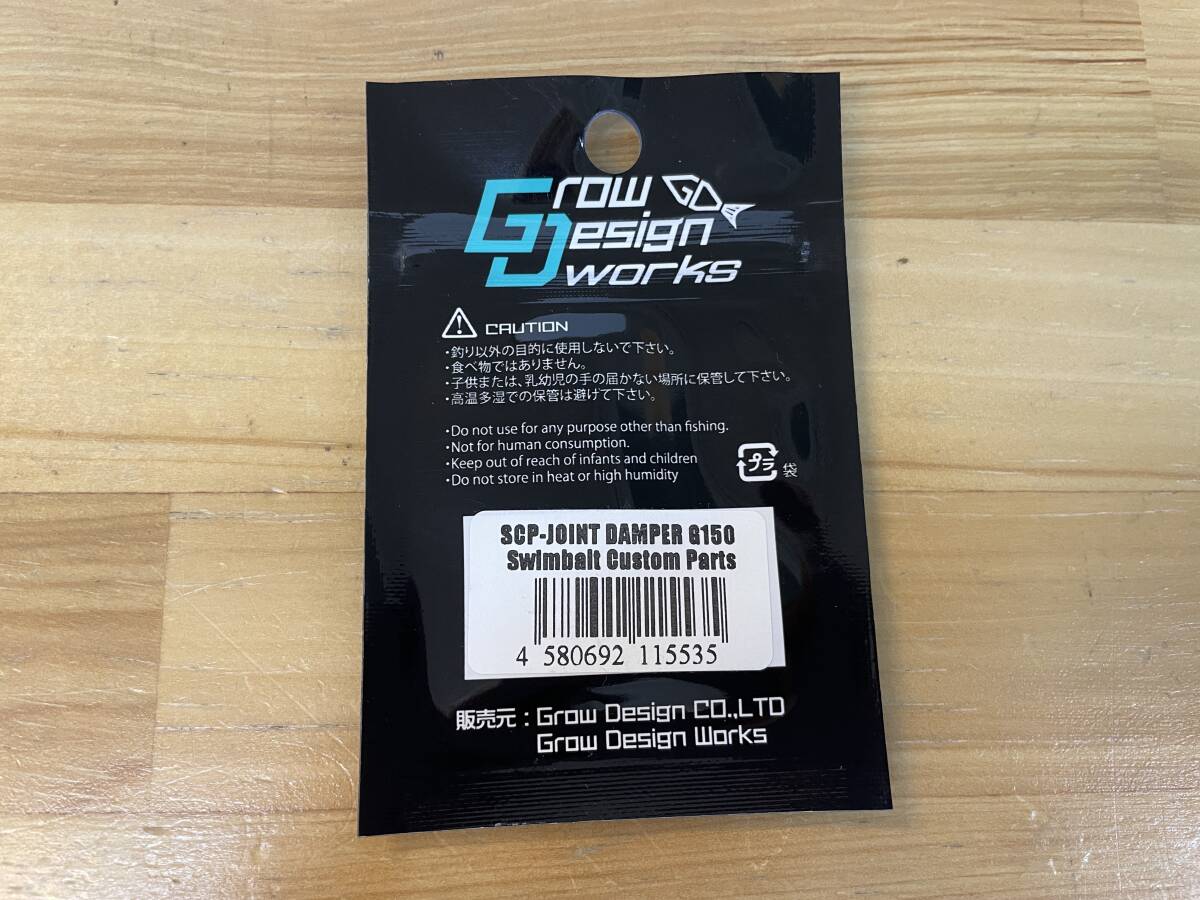 Grow
GD
Design
works
CAUTION
・釣り以外の目的に使用しないで下さい。
・食べ物ではありません。
・子供または、乳幼児の手の届かない場所に保管して下さい。
・高温多湿での保管は避けて下さい。
・Do not use for any purpose other than fishing.
・Not for human consumption.
・Keep out of reach of infants and children
・Do not store in heat or high humidity
プラ
袋
SCP-JOINT DAMPER G150
Swimbait Custom Parts
4 580692 115535
販売元：Grow Design CO.,LTD
Grow Design Works